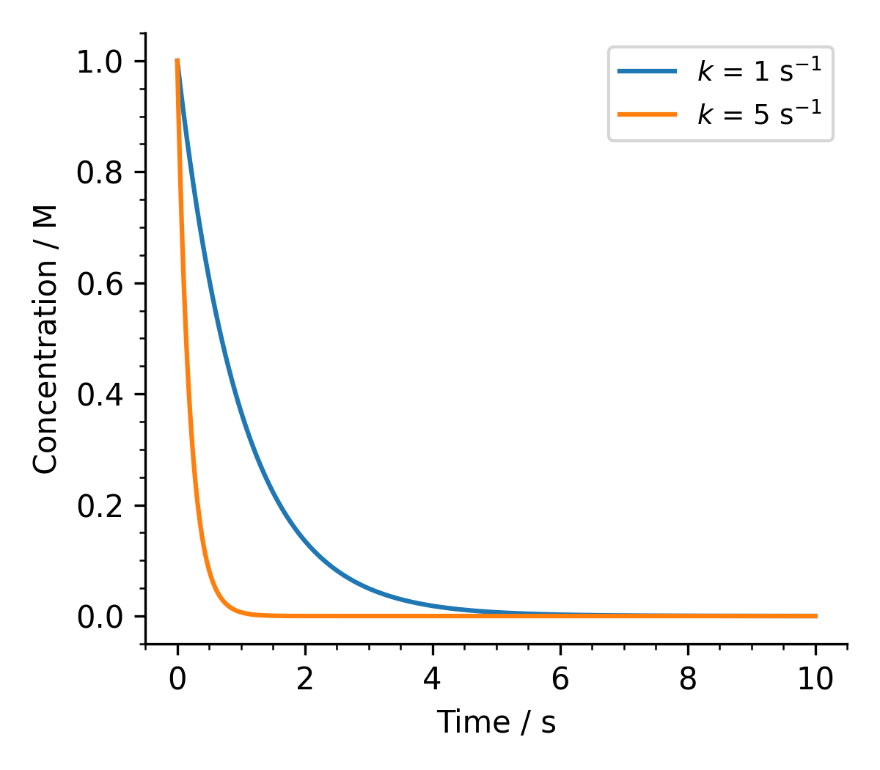 k = 1 s⁻¹
k = 5 s⁻¹
1.0
0.8
0.6
0.4
0.2
0.0
Concentration / M
0 2 4 6 8 10
Time / s